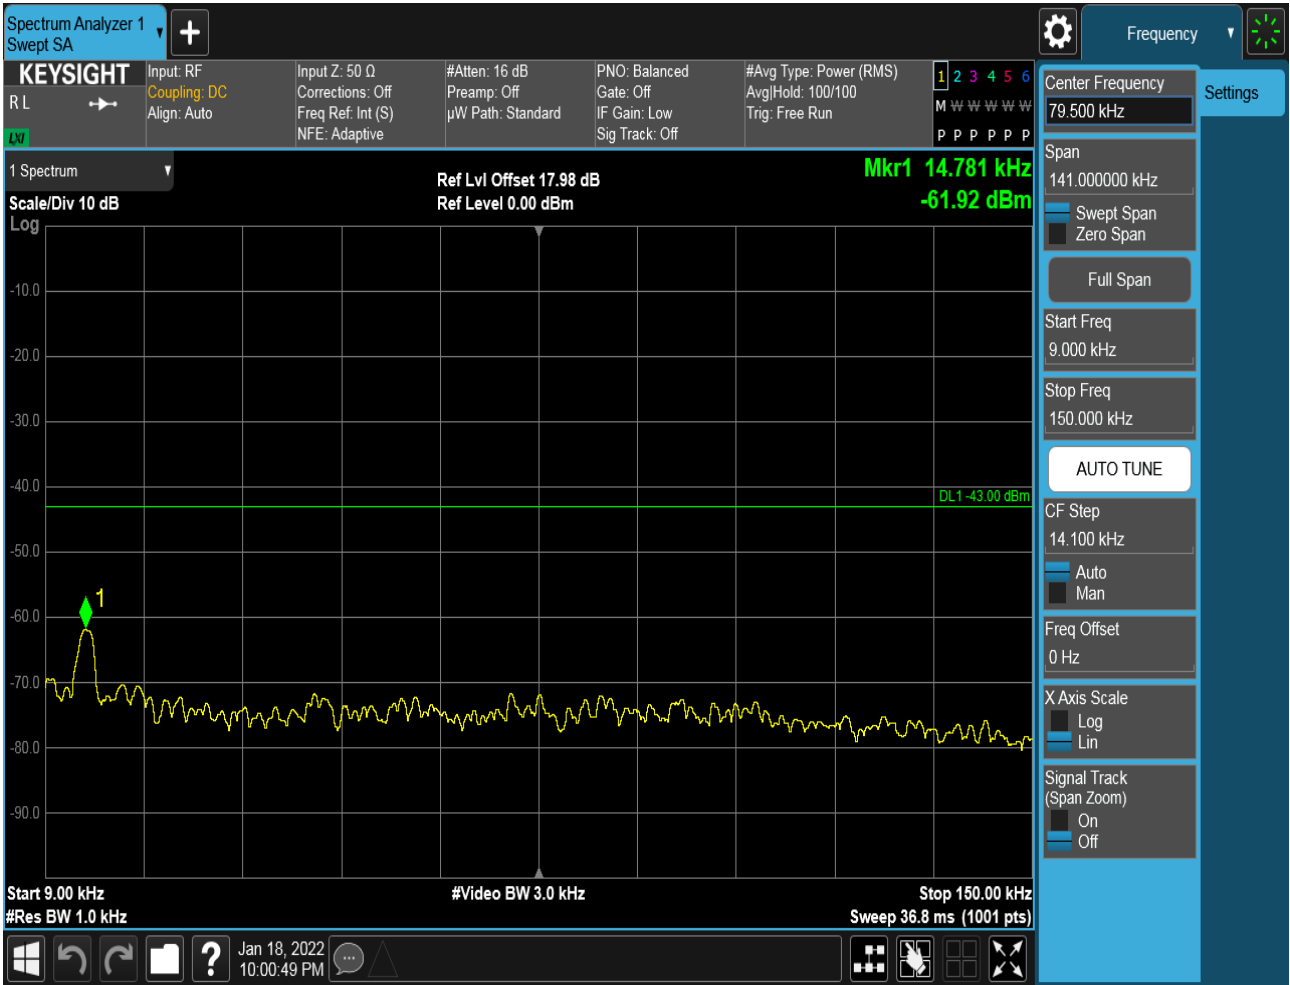 Spectrum Analyzer 1
Swept SA
Frequency
KEYSIGHT
R L
LXI
Input: RF
Coupling: DC
Align: Auto
Input Z: 50 Ω
Corrections: Off
Freq Ref: Int (S)
NFE: Adaptive
#Atten: 16 dB
Preamp: Off
µW Path: Standard
PNO: Balanced
Gate: Off
IF Gain: Low
Sig Track: Off
#Avg Type: Power (RMS)
Avg|Hold: 100/100
Trig: Free Run
1 2 3 4 5 6
M W W W W W
P P P P P P
1 Spectrum
Scale/Div 10 dB
Log
Ref Lvl Offset 17.98 dB
Ref Level 0.00 dBm
Mkr1 14.781 kHz
-61.92 dBm
-10.0
-20.0
-30.0
-40.0
DL1 -43.00 dBm
-50.0
1
-60.0
-70.0
-80.0
-90.0
Start 9.00 kHz
#Video BW 3.0 kHz
Stop 150.00 kHz
#Res BW 1.0 kHz
Sweep 36.8 ms (1001 pts)
?
Jan 18, 2022
10:00:49 PM
Center Frequency
79.500 kHz
Settings
Span
141.000000 kHz
Swept Span
Zero Span
Full Span
Start Freq
9.000 kHz
Stop Freq
150.000 kHz
AUTO TUNE
CF Step
14.100 kHz
Auto
Man
Freq Offset
0 Hz
X Axis Scale
Log
Lin
Signal Track
(Span Zoom)
On
Off